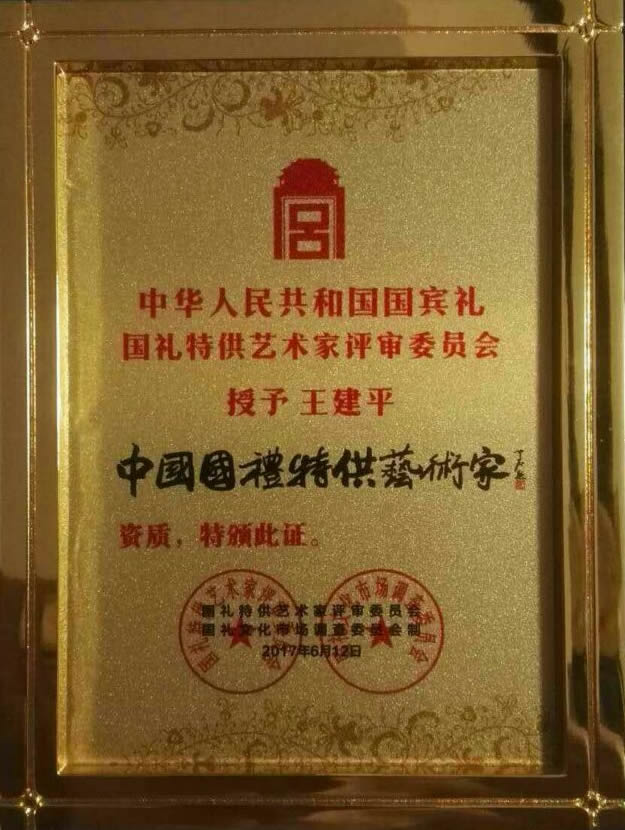 中华人民共和国国宾礼
国礼特供艺术家评审委员会
授予 王建平
中国國禮特供藝術家
资质，特颁此证。
国礼特供艺术家评审委员会
国礼文化市场调查委员会制
2017年6月12日